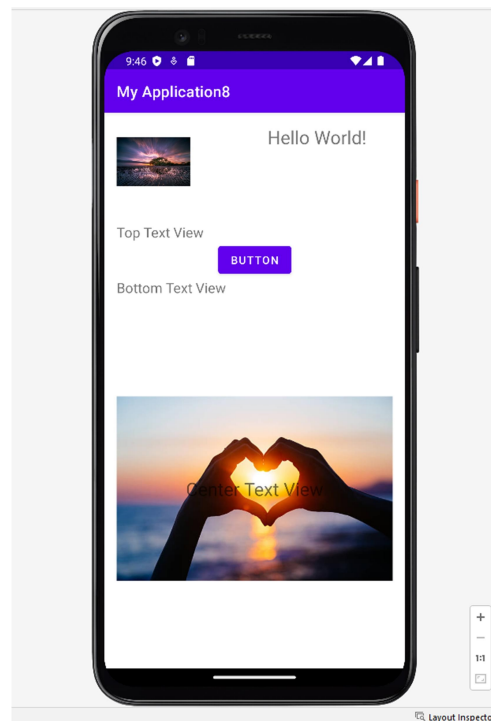 9:46
My Application8
Hello World!
Top Text View
BUTTON
Bottom Text View
Center Text View
+
−
1:1
Layout Inspecto